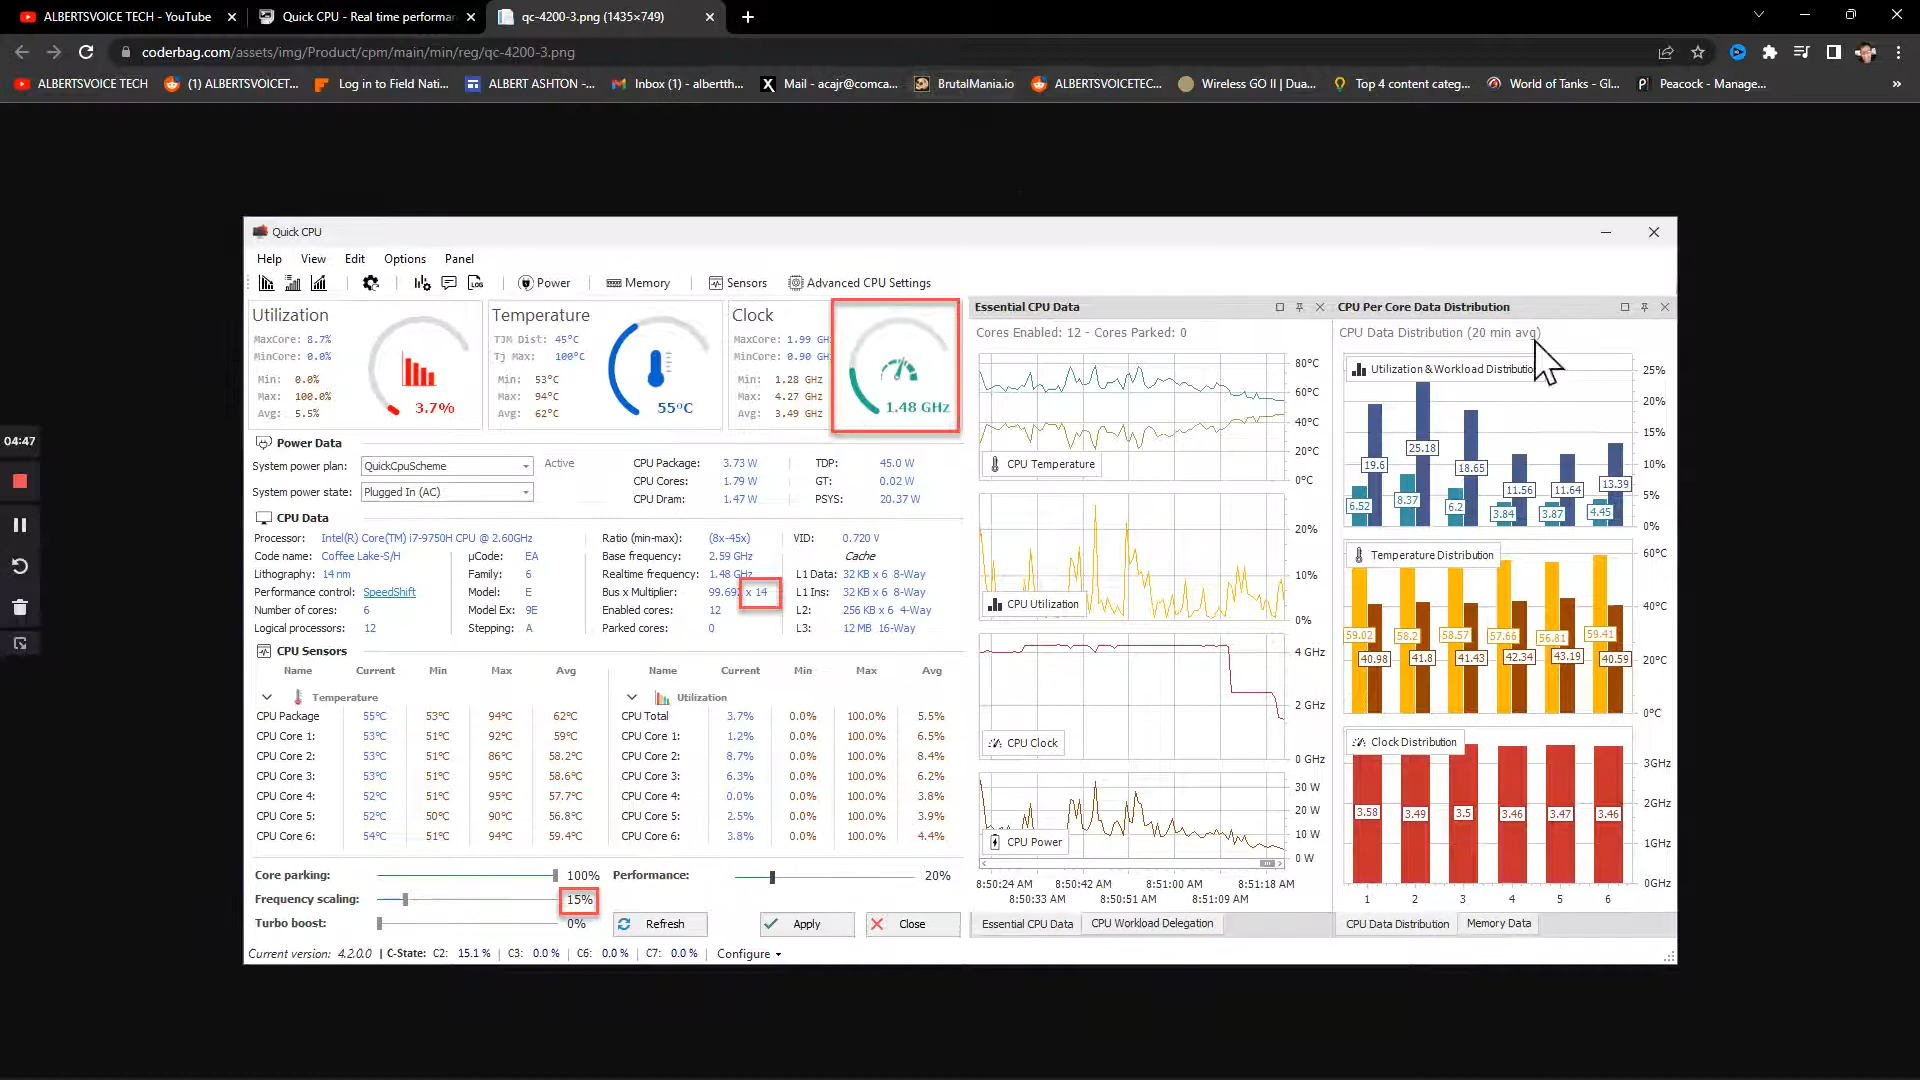 ALBERTSVOICE TECH - YouTube
Quick CPU - Real time performan
qc-4200-3.png (1435×749)
coderbag.com/assets/img/Product/cpm/main/min/reg/qc-4200-3.png
ALBERTSVOICE TECH
(1) ALBERTSVOICET...
Log in to Field Nati...
ALBERT ASHTON -...
Inbox (1) - albertth...
Mail - acajr@comca...
BrutalMania.io
ALBERTSVOICETEC...
Wireless GO II | Dua...
Top 4 content categ...
World of Tanks - Gl...
Peacock - Manage...
04:47
Quick CPU
Help View Edit Options Panel
LOG Power Memory Sensors Advanced CPU Settings
Utilization
MaxCore: 8.7%
MinCore: 0.0%
Min: 0.0%
Max: 100.0%
Avg: 5.5%
3.7%
Temperature
TJM Dist: 45°C
Tj Max: 100°C
Min: 53°C
Max: 94°C
Avg: 62°C
55°C
Clock
MaxCore: 1.99 GH
MinCore: 0.90 GH
Min: 1.28 GHz
Max: 4.27 GHz
Avg: 3.49 GHz
1.48 GHz
Power Data
System power plan: QuickCpuScheme Active
System power state: Plugged In (AC)
CPU Package: 3.73 W
CPU Cores: 1.79 W
CPU Dram: 1.47 W
TDP: 45.0 W
GT: 0.02 W
PSYS: 20.37 W
CPU Data
Processor: Intel(R) Core(TM) i7-9750H CPU @ 2.60GHz
Code name: Coffee Lake-S/H
Lithography: 14 nm
Performance control: SpeedShift
Number of cores: 6
Logical processors: 12
µCode: EA
Family: 6
Model: E
Model Ex: 9E
Stepping: A
Ratio (min-max): (8x-45x)
Base frequency: 2.59 GHz
Realtime frequency: 1.48 GHz
Bus x Multiplier: 99.692 x 14
Enabled cores: 12
Parked cores: 0
VID: 0.720 V
Cache
L1 Data: 32 KB x 6 8-Way
L1 Ins: 32 KB x 6 8-Way
L2: 256 KB x 6 4-Way
L3: 12 MB 16-Way
CPU Sensors
Name Current Min Max Avg
Temperature
CPU Package 55°C 53°C 94°C 62°C
CPU Core 1: 53°C 51°C 92°C 59°C
CPU Core 2: 53°C 51°C 86°C 58.2°C
CPU Core 3: 53°C 51°C 95°C 58.6°C
CPU Core 4: 52°C 51°C 95°C 57.7°C
CPU Core 5: 52°C 50°C 90°C 56.8°C
CPU Core 6: 54°C 51°C 94°C 59.4°C
Name Current Min Max Avg
Utilization
CPU Total 3.7% 0.0% 100.0% 5.5%
CPU Core 1: 1.2% 0.0% 100.0% 6.5%
CPU Core 2: 8.7% 0.0% 100.0% 8.4%
CPU Core 3: 6.3% 0.0% 100.0% 6.2%
CPU Core 4: 0.0% 0.0% 100.0% 3.8%
CPU Core 5: 2.5% 0.0% 100.0% 3.9%
CPU Core 6: 3.8% 0.0% 100.0% 4.4%
Core parking: 100% Performance: 20%
Frequency scaling: 15%
Turbo boost: 0% Refresh Apply Close
Current version: 4.2.0.0 | C-State: C2: 15.1 % | C3: 0.0 % | C6: 0.0 % | C7: 0.0 % | Configure
Essential CPU Data
Cores Enabled: 12 - Cores Parked: 0
80°C
60°C
40°C
20°C
0°C
CPU Temperature
20%
10%
0%
CPU Utilization
4 GHz
2 GHz
0 GHz
CPU Clock
30 W
20 W
10 W
0 W
CPU Power
8:50:24 AM 8:50:42 AM 8:51:00 AM 8:51:18 AM
8:50:33 AM 8:50:51 AM 8:51:09 AM
Essential CPU Data CPU Workload Delegation
CPU Per Core Data Distribution
CPU Data Distribution (20 min avg)
Utilization & Workload Distributio
25%
20%
15%
10%
5%
0%
19.6 25.18 18.65 11.56 11.64 13.39
6.52 8.37 6.2 3.84 3.87 4.45
Temperature Distribution
60°C
40°C
20°C
0°C
59.02 58.2 58.57 57.66 56.81 59.41
40.98 41.8 41.43 42.34 43.19 40.59
Clock Distribution
3GHz
2GHz
1GHz
0GHz
3.58 3.49 3.5 3.46 3.47 3.46
1 2 3 4 5 6
CPU Data Distribution Memory Data